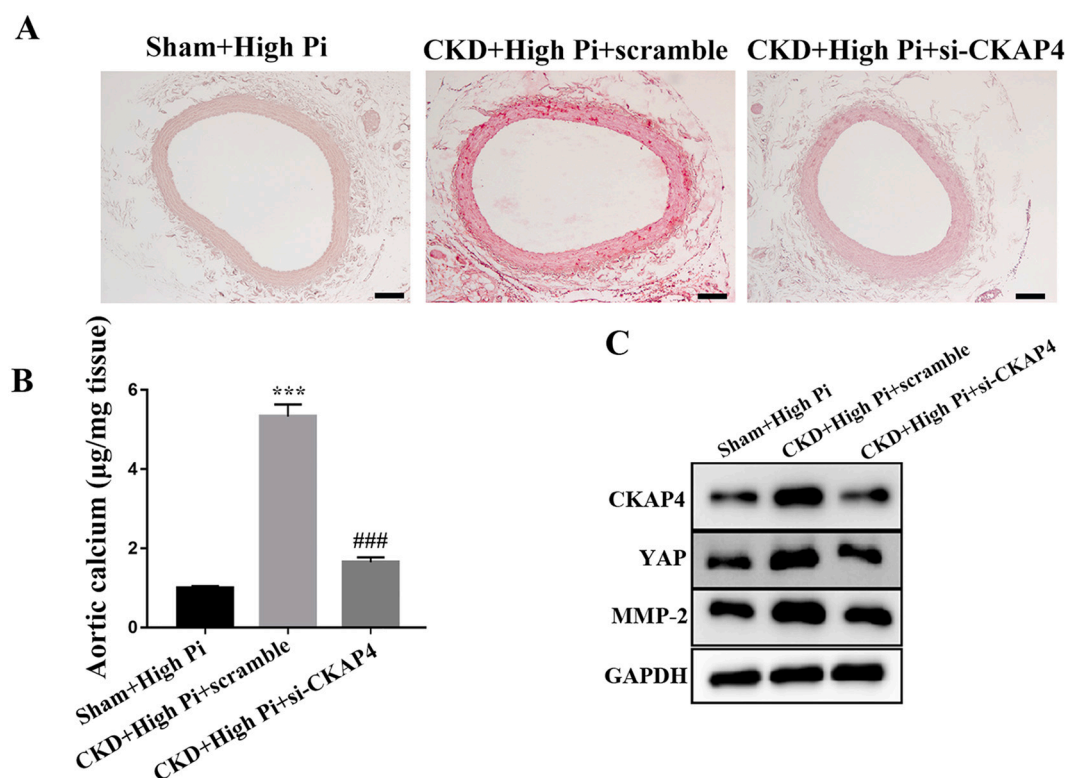 A
Sham+High Pi
CKD+High Pi+scramble
CKD+High Pi+si-CKAP4
B
Aortic calcium (μg/mg tissue)
6
4
2
0
***
###
Sham+High Pi
CKD+High Pi+scramble
CKD+High Pi+si-CKAP4
C
Sham+High Pi
CKD+High Pi+scramble
CKD+High Pi+si-CKAP4
CKAP4
YAP
MMP-2
GAPDH